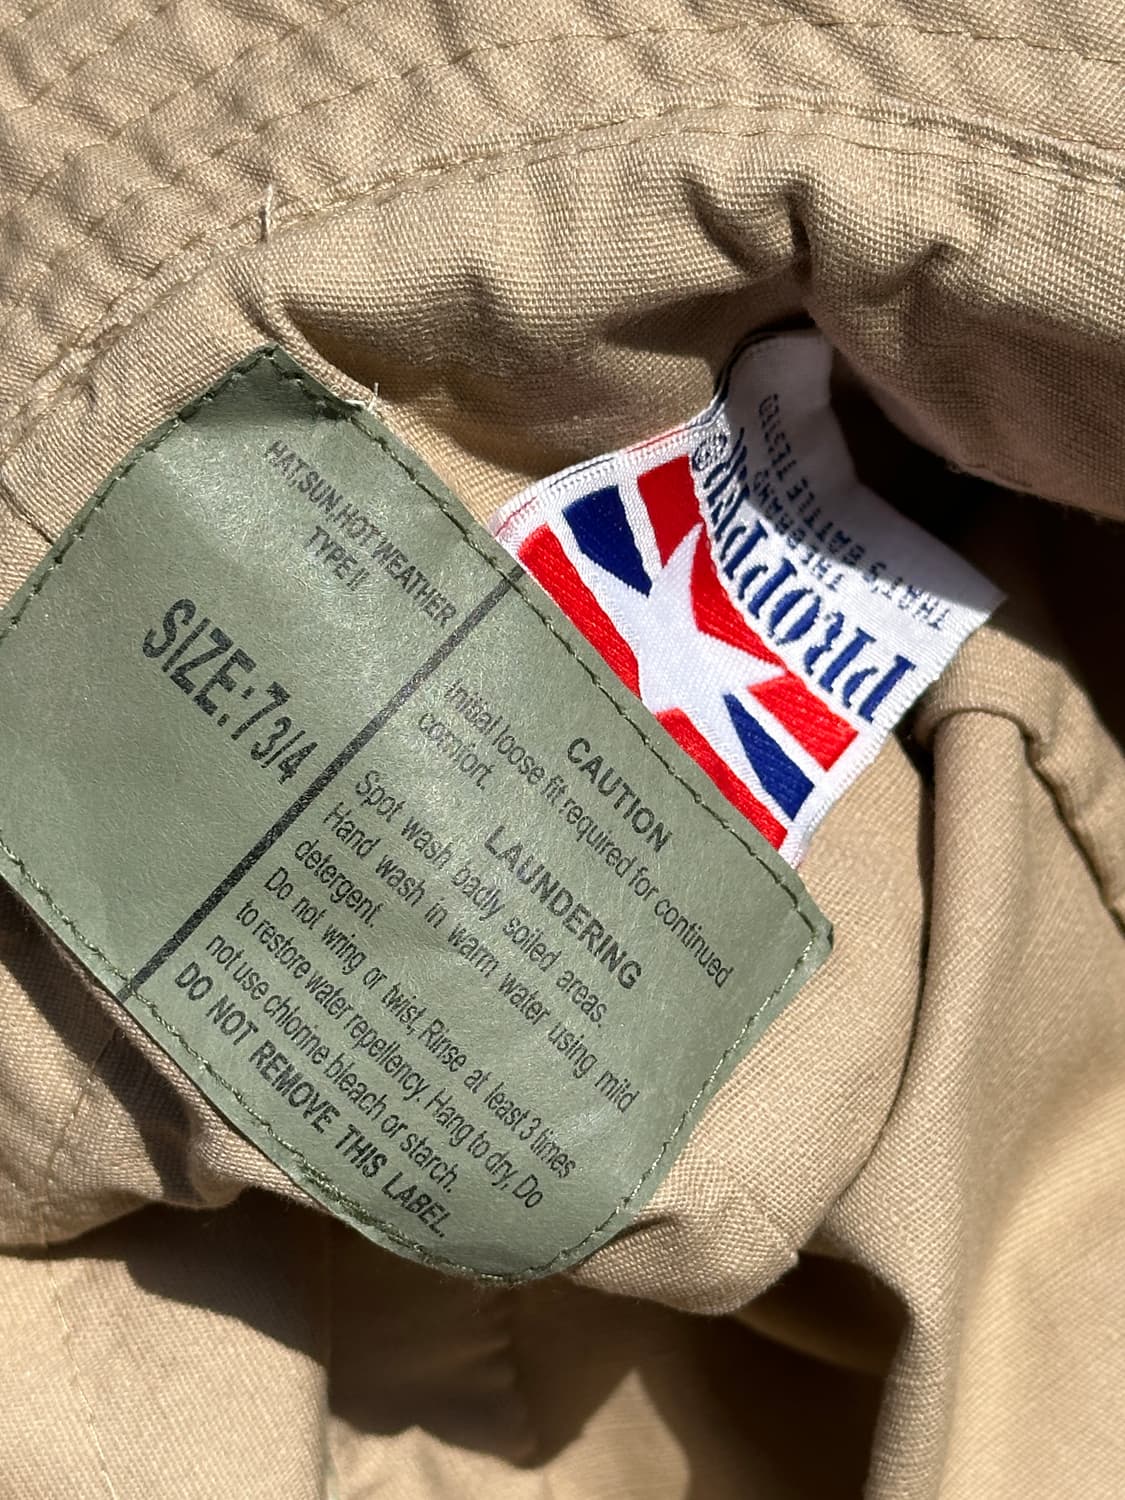 HAT.SUN.HOT WEATHER
TYPE II
SIZE: 7 3/4
CAUTION
Initial loose fit required for continued
comfort.
LAUNDERING
Spot wash badly soiled areas.
Hand wash in warm water using mild
detergent.
Do not wring or twist, Rinse at least 3 times
to restore water repellency. Hang to dry, Do
not use chlorine bleach or starch.
DO NOT REMOVE THIS LABEL.
PROPPER®
THE BRAND
THAT'S BATTLE TESTED